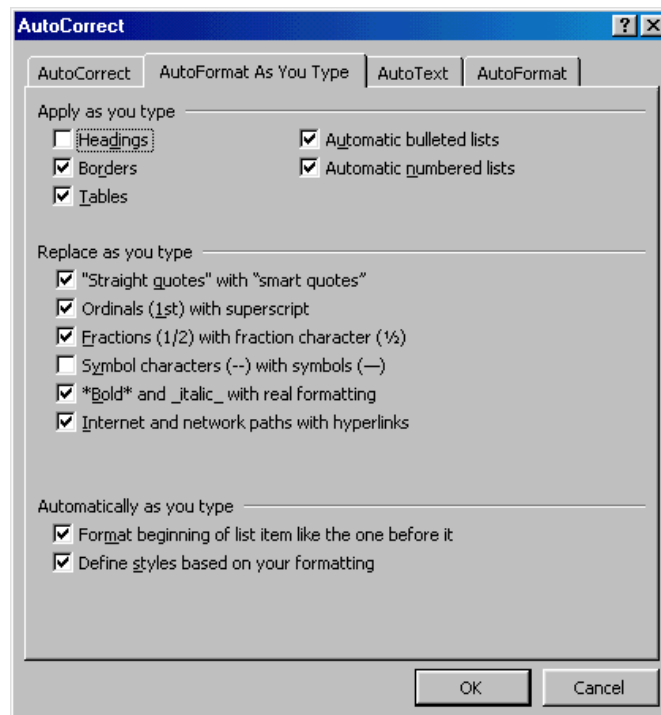 AutoCorrect
AutoCorrect AutoFormat As You Type AutoText AutoFormat
Apply as you type
Headings Automatic bulleted lists
Borders Automatic numbered lists
Tables
Replace as you type
"Straight quotes" with “smart quotes”
Ordinals (1st) with superscript
Fractions (1/2) with fraction character (½)
Symbol characters (--) with symbols (—)
*Bold* and _italic_ with real formatting
Internet and network paths with hyperlinks
Automatically as you type
Format beginning of list item like the one before it
Define styles based on your formatting
OK Cancel